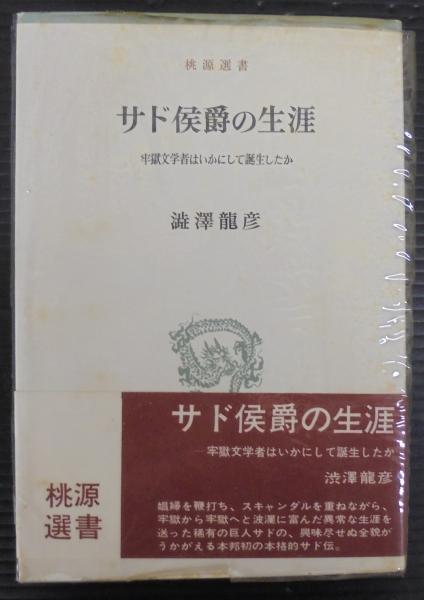 桃源選書
サド侯爵の生涯
牢獄文学者はいかにして誕生したか
澁澤龍彦
サド侯爵の生涯
牢獄文学者はいかにして誕生したか
渋澤龍彦
桃源
選書
娼婦を鞭打ち、スキャンダルを重ねながら、
牢獄から牢獄へと波瀾に富んだ異常な生涯を
送った稀有の巨人サドの、興味尽せぬ全貌が
うかがえる本邦初の本格的サド伝。